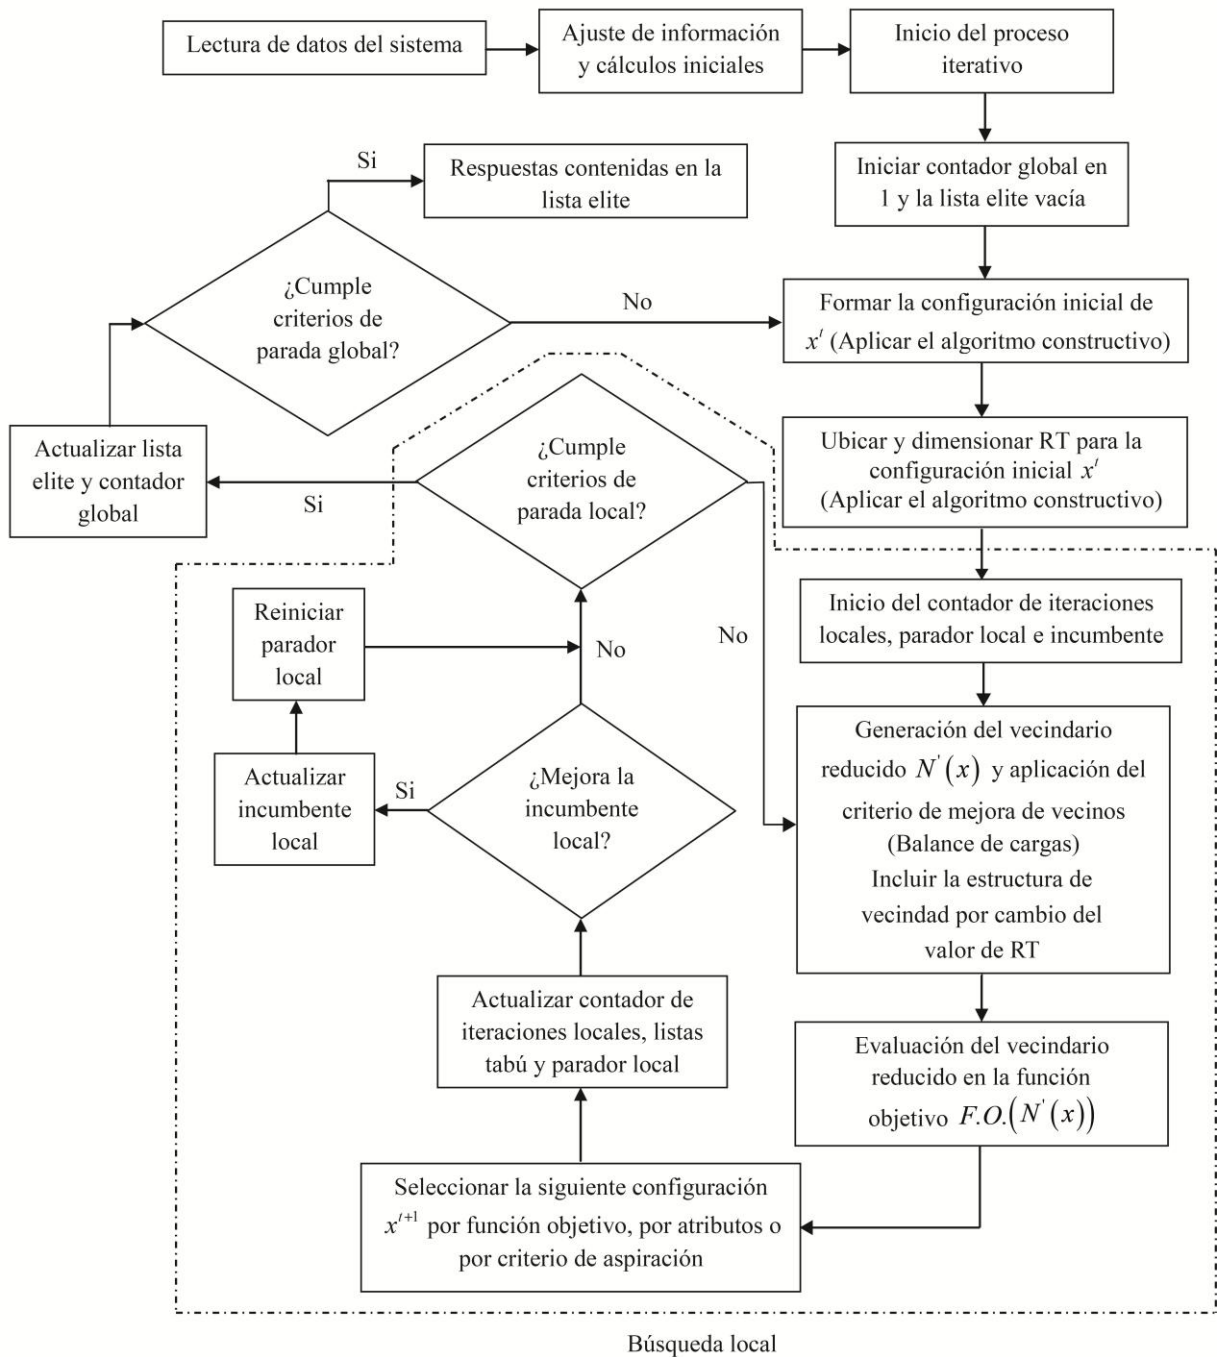 Lectura de datos del sistema
Ajuste de información
y cálculos iniciales
Inicio del proceso
iterativo
Iniciar contador global en
1 y la lista elite vacía
Si
Respuestas contenidas en la
lista elite
¿Cumple
criterios de
parada global?
No
Formar la configuración inicial de
x^t (Aplicar el algoritmo constructivo)
Ubicar y dimensionar RT para la
configuración inicial x^t
(Aplicar el algoritmo constructivo)
Actualizar lista
elite y contador
global
Si
¿Cumple
criterios de
parada local?
No
Inicio del contador de iteraciones
locales, parador local e incumbente
Reiniciar
parador
local
No
Actualizar
incumbente
local
Si
¿Mejora la
incumbente
local?
Generación del vecindario
reducido N'(x) y aplicación del
criterio de mejora de vecinos
(Balance de cargas)
Incluir la estructura de
vecindad por cambio del
valor de RT
Actualizar contador de
iteraciones locales, listas
tabú y parador local
Evaluación del vecindario
reducido en la función
objetivo F.O.(N'(x))
Seleccionar la siguiente configuración
x^{t+1} por función objetivo, por atributos o
por criterio de aspiración
Búsqueda local